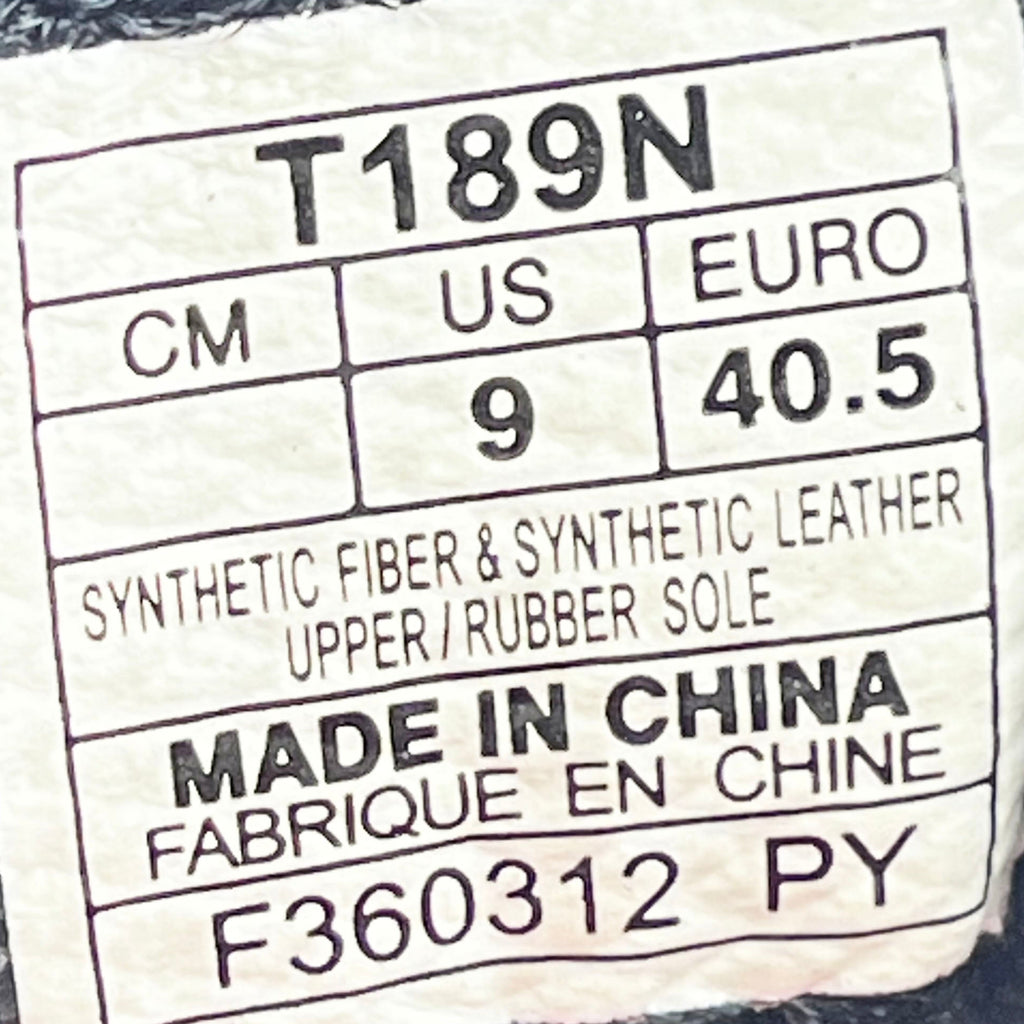 T189N
CM US EURO
9 40.5
SYNTHETIC FIBER & SYNTHETIC LEATHER
UPPER/RUBBER SOLE
MADE IN CHINA
FABRIQUE EN CHINE
F360312 PY